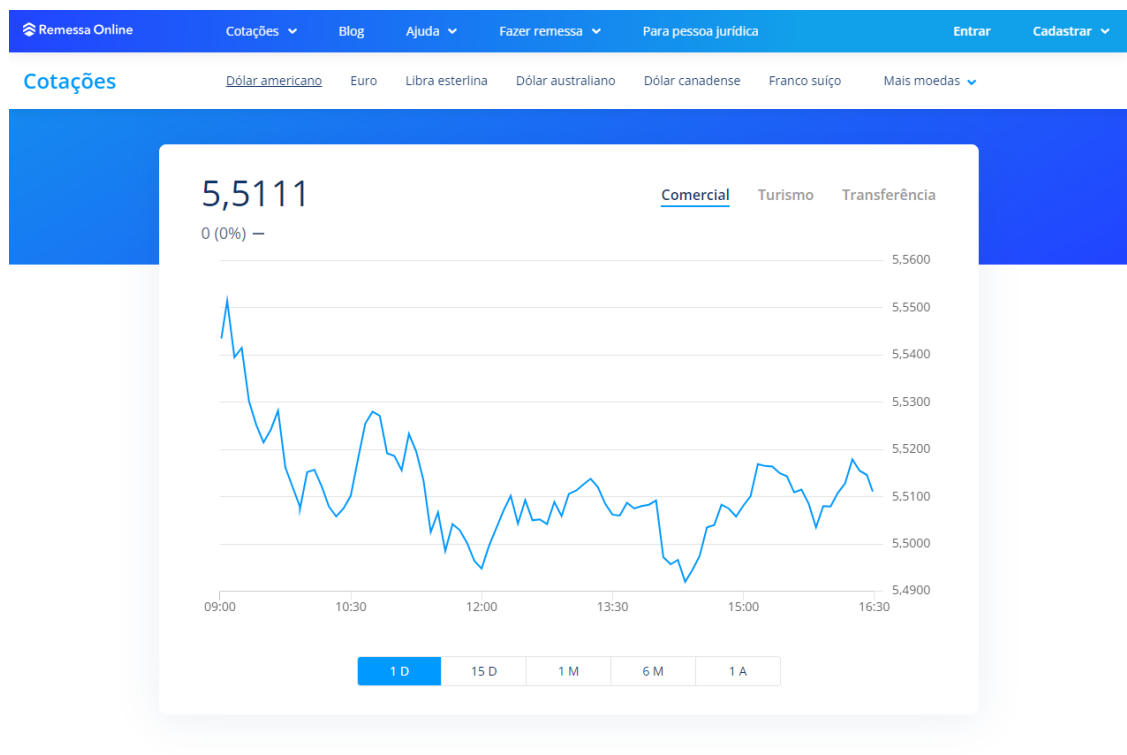 Remessa Online Cotações Blog Ajuda Fazer remessa Para pessoa jurídica Entrar Cadastrar
Cotações Dólar americano Euro Libra esterlina Dólar australiano Dólar canadense Franco suíço Mais moedas
5,5111 Comercial Turismo Transferência
0 (0%) —
5,5600
5,5500
5,5400
5,5300
5,5200
5,5100
5,5000
5,4900
09:00 10:30 12:00 13:30 15:00 16:30
1 D 15 D 1 M 6 M 1 A